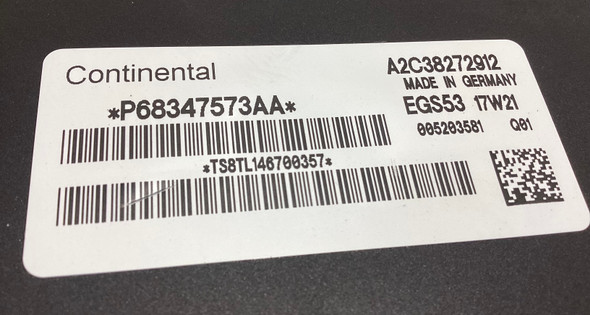 Continental
A2C38272912
MADE IN GERMANY
*P68347573AA*
EGS53 17W21
005203581 Q01
*TS8TL146700357*